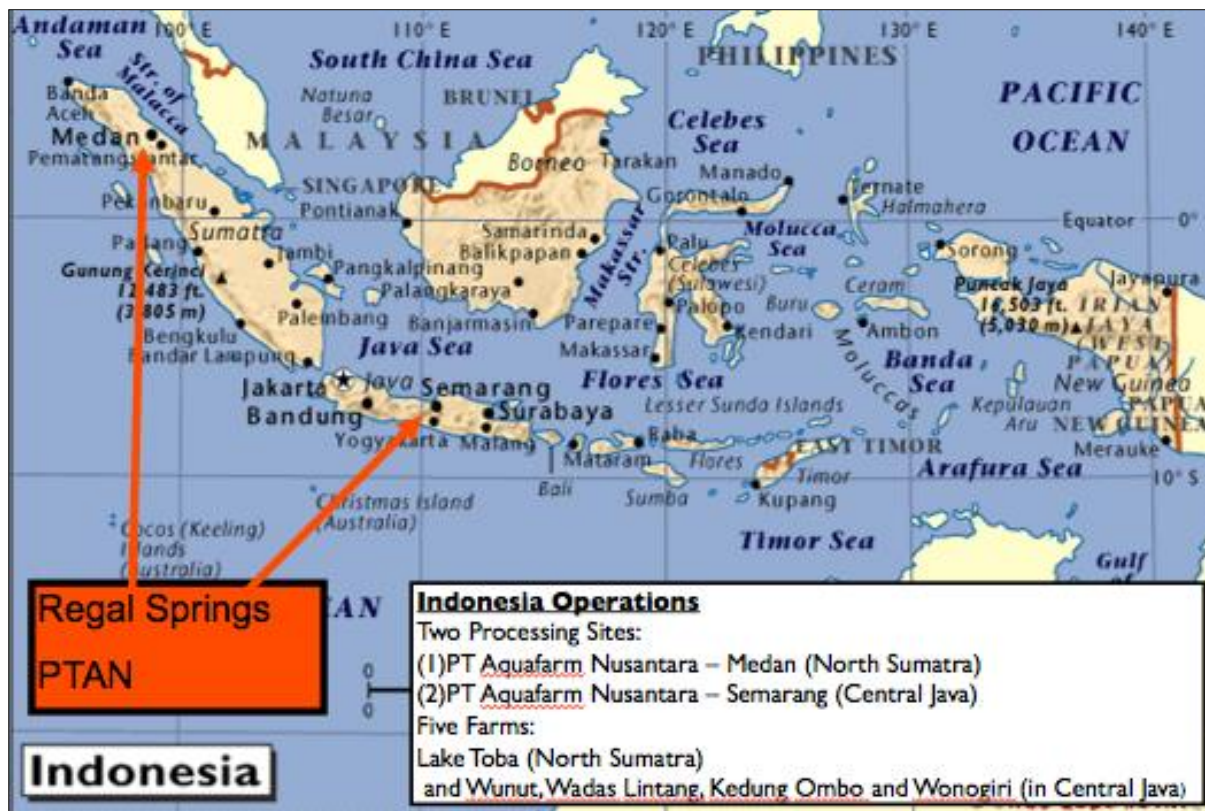 Andaman
Sea
100° E
110° E
120° E
130° E
140° E
South China Sea
PHILIPPINES
Str. of
Malacca
Banda
Aceh
Natuna
Besar
BRUNEI
PACIFIC
OCEAN
Celebes
Sea
Medan
MALAYSIA
Pematangsiantar
Borneo
Tarakan
Manado
SINGAPORE
Gorontalo
Ternate
Halmahera
Pekanbaru
Pontianak
Equator
0°
Sumatra
Samarinda
Molucca
Sea
Makassar
Str.
Padang
Jambi
Balikpapan
Palu
Sorong
Gunung Kerinci
12,483 ft.
(3,805 m)
Pangkalpinang
Celebes
(Sulawesi)
Ceram
Puncak Jaya
16,503 ft.
(5,030 m)
Jayapura
Palangkaraya
Buru
IRIAN
JAYA
(WEST
PAPUA)
Palembang
Palopo
Bengkulu
Banjarmasin
Parepare
Kendari
Ambon
Bandar Lampung
Java Sea
Makassar
Moluccas
Banda
Sea
New Guinea
Jakarta
Java
Semarang
Flores Sea
Bandung
Surabaya
Lesser Sunda Islands
Kepulauan
Aru
PAPUA
NEW GUINEA
Yogyakarta
Malang
Mataram
Raba
Flores
EAST TIMOR
Merauke
Bali
Sumba
Timor
Kupang
Arafura Sea
10° S
Christmas Island
(Australia)
Cocos (Keeling)
Islands
(Australia)
Timor Sea
Gulf
of
Regal Springs
PTAN
IAN
0
0
Indonesia
Indonesia Operations
Two Processing Sites:
(1)PT Aquafarm Nusantara – Medan (North Sumatra)
(2)PT Aquafarm Nusantara – Semarang (Central Java)
Five Farms:
Lake Toba (North Sumatra)
and Wunut, Wadas Lintang, Kedung Ombo and Wonogiri (in Central Java)